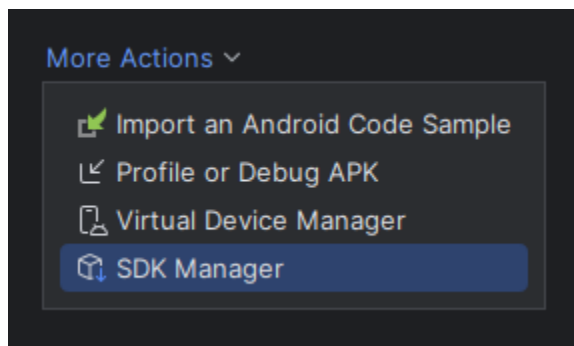 More Actions
Import an Android Code Sample
Profile or Debug APK
Virtual Device Manager
SDK Manager